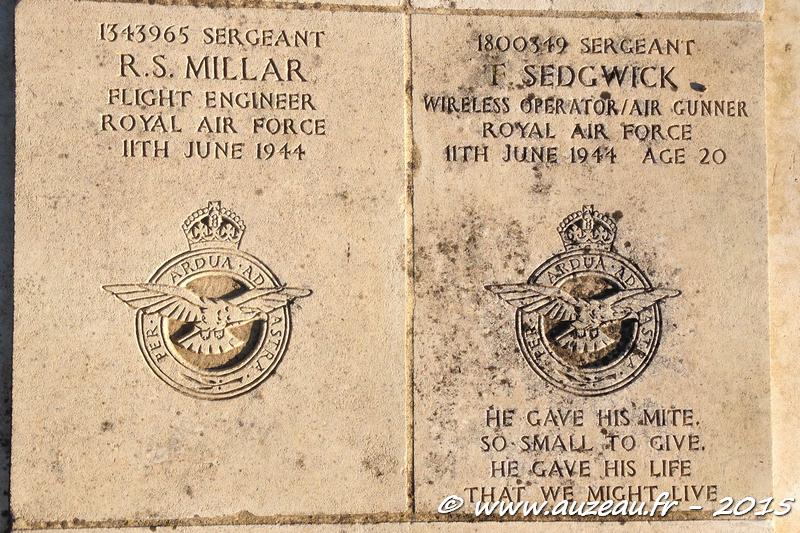 1343965 SERGEANT
R.S. MILLAR
FLIGHT ENGINEER
ROYAL AIR FORCE
11TH JUNE 1944
PER · ARDUA · AD · ASTRA
1800349 SERGEANT
F. SEDGWICK
WIRELESS OPERATOR/AIR GUNNER
ROYAL AIR FORCE
11TH JUNE 1944 AGE 20
PER · ARDUA · AD · ASTRA
HE GAVE HIS MITE,
SO SMALL TO GIVE,
HE GAVE HIS LIFE
THAT WE MIGHT LIVE
© www.auzeau.fr - 2015